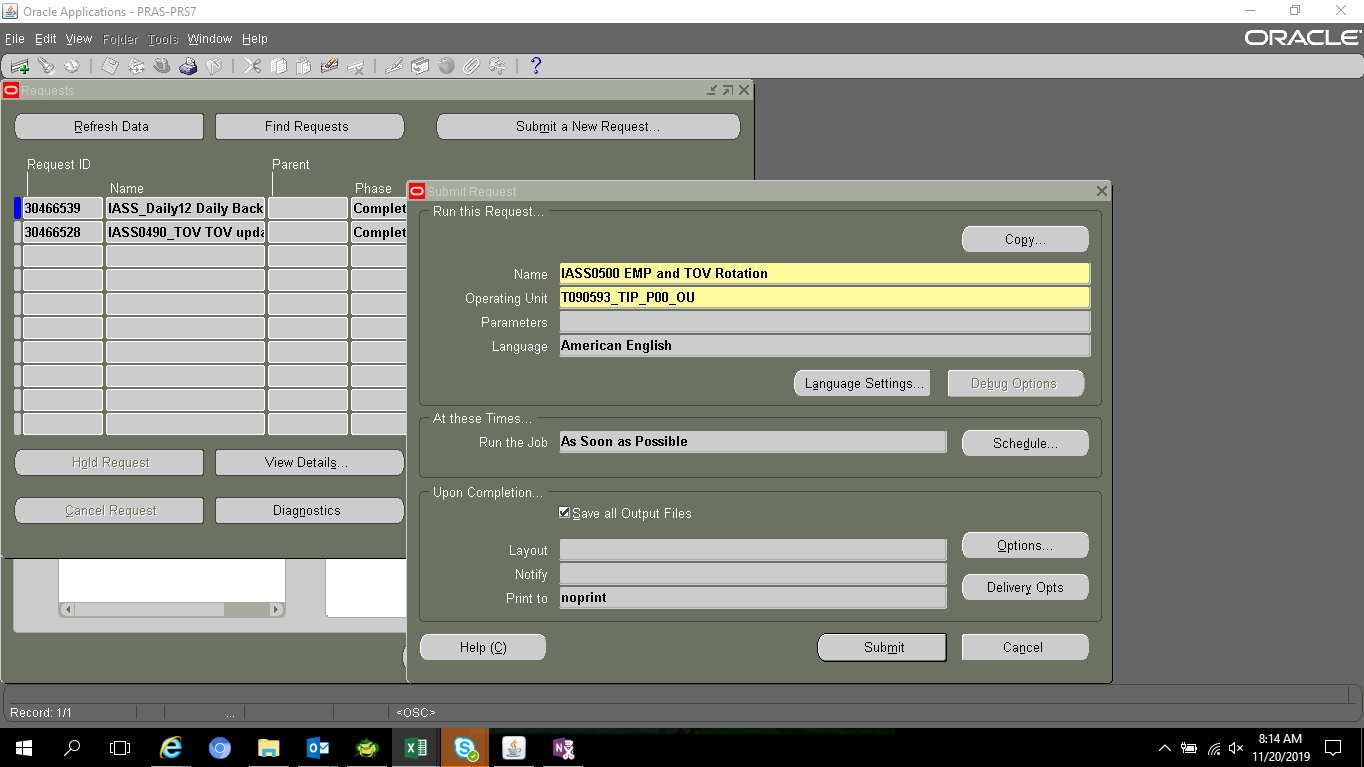 Oracle Applications - PRAS-PRS7
File Edit View Folder Tools Window Help
ORACLE
Requests
Refresh Data Find Requests Submit a New Request...
Request ID Parent
Name Phase
30466539 IASS_Daily12 Daily Back Complet
30466528 IASS0490_TOV TOV upda Complet
Hold Request View Details...
Cancel Request Diagnostics
Submit Request
Run this Request...
Copy...
Name IASS0500 EMP and TOV Rotation
Operating Unit T090593_TIP_P00_OU
Parameters
Language American English
Language Settings... Debug Options
At these Times...
Run the Job As Soon as Possible Schedule...
Upon Completion...
Save all Output Files
Layout Options...
Notify
Delivery Opts
Print to noprint
Help (C) Submit Cancel
Record: 1/1 ... <OSC>
8:14 AM
11/20/2019